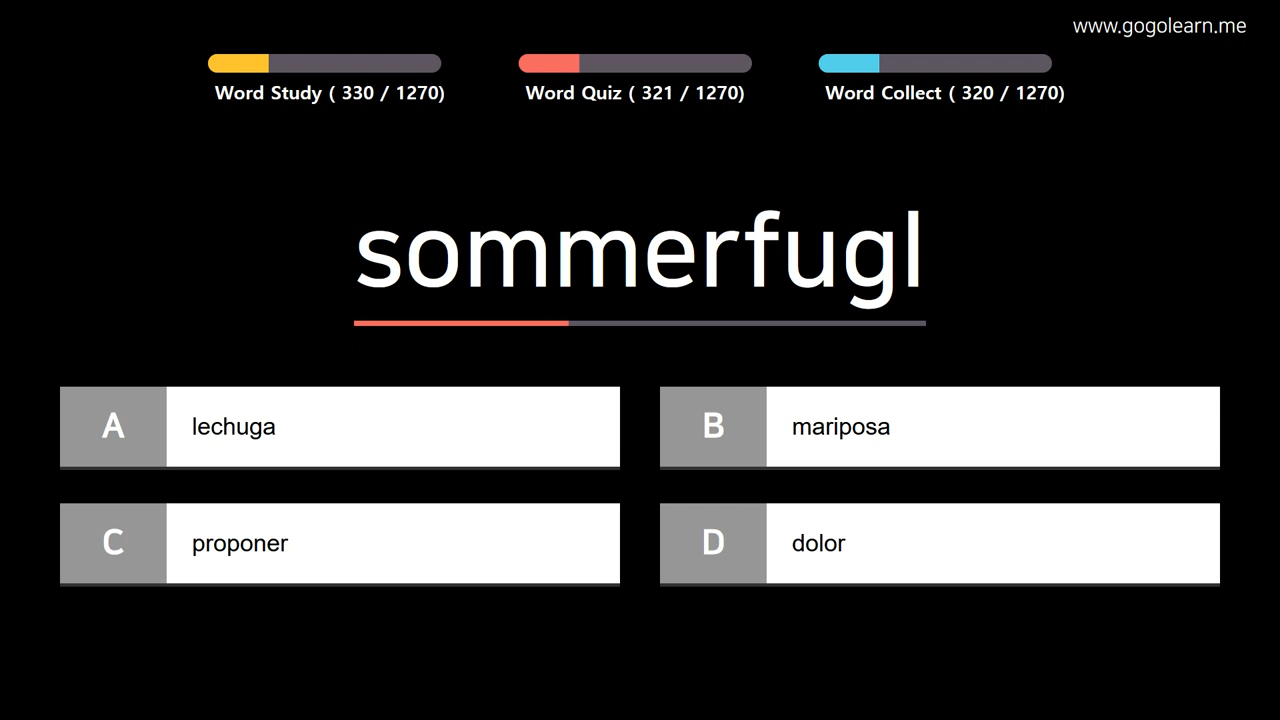 www.gogolearn.me
Word Study ( 330 / 1270)
Word Quiz ( 321 / 1270)
Word Collect ( 320 / 1270)
sommerfugl
A lechuga
B mariposa
C proponer
D dolor